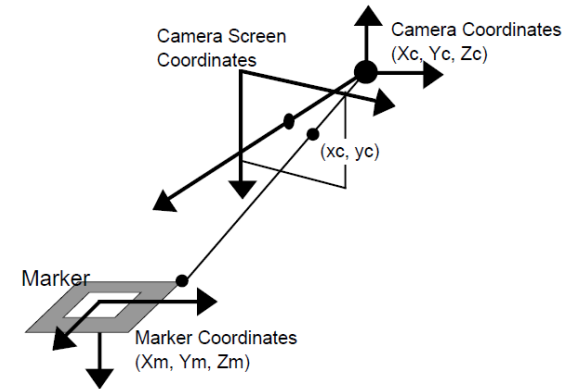 Camera Screen
Coordinates
Camera Coordinates
(Xc, Yc, Zc)
(xc, yc)
Marker
Marker Coordinates
(Xm, Ym, Zm)